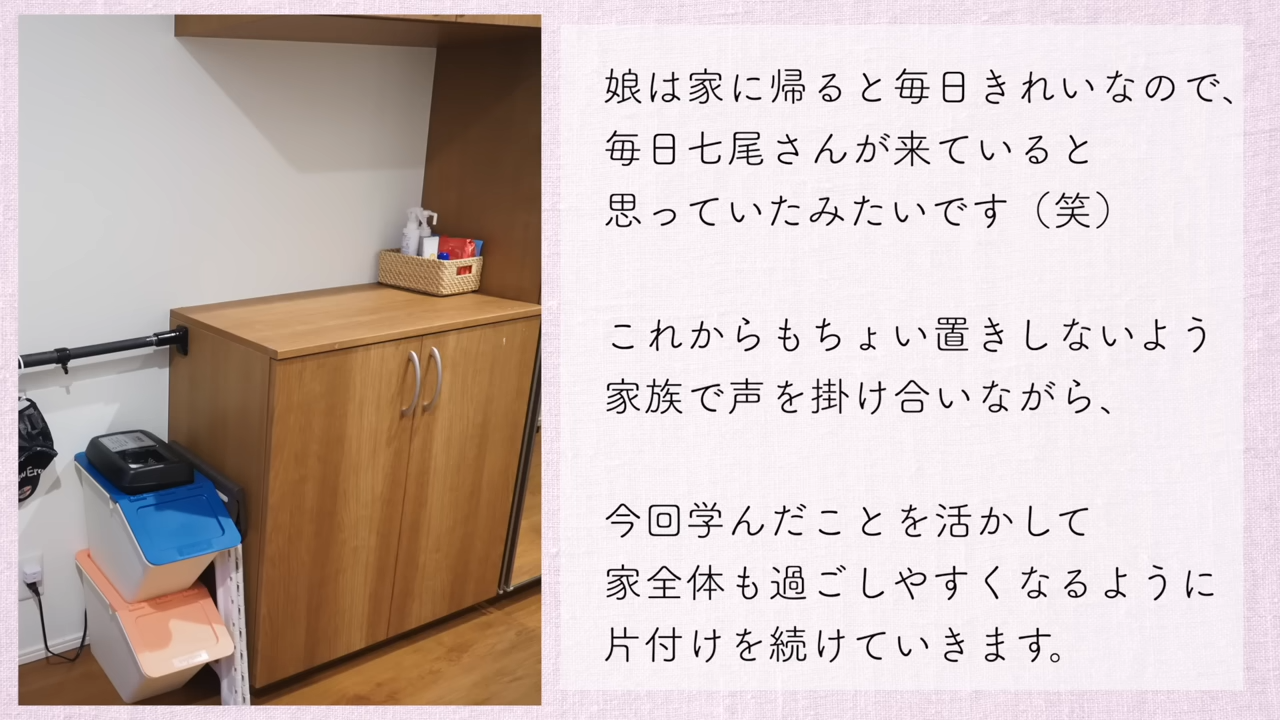 娘は家に帰ると毎日きれいなので、
毎日七尾さんが来ていると
思っていたみたいです（笑）
これからもちょい置きしないよう
家族で声を掛け合いながら、
今回学んだことを活かして
家全体も過ごしやすくなるように
片付けを続けていきます。